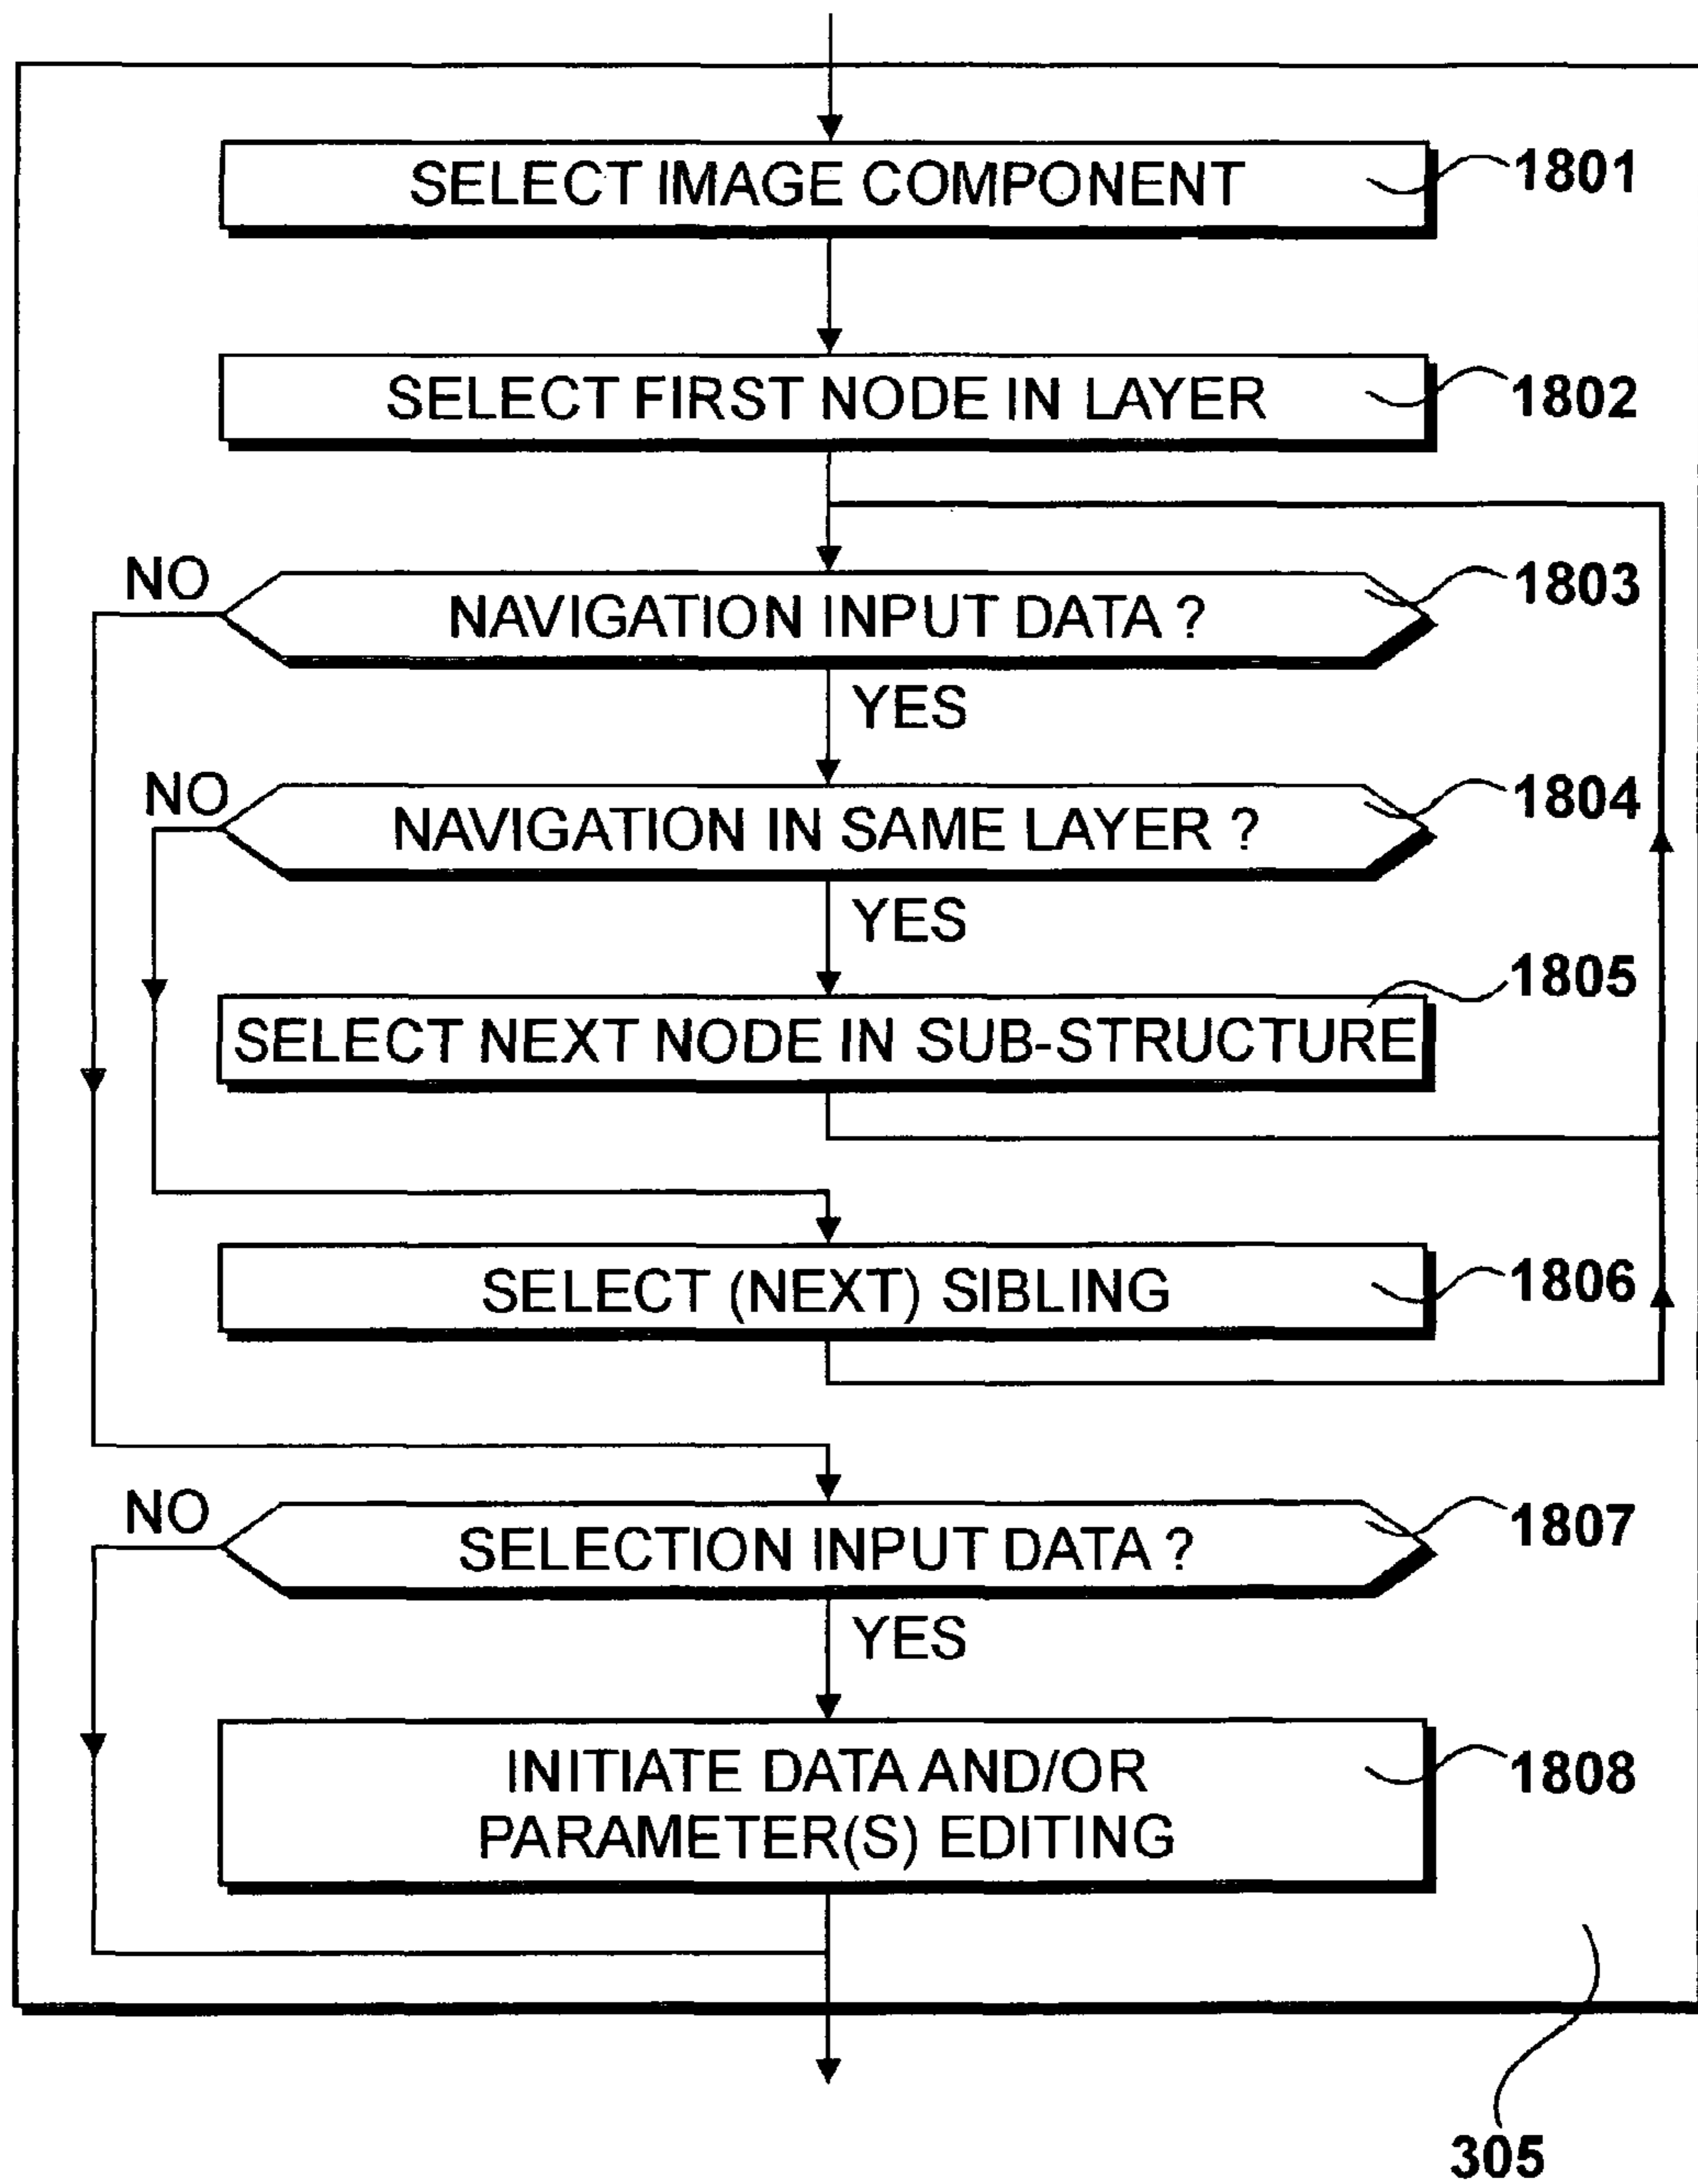 SELECT IMAGE COMPONENT
1801
SELECT FIRST NODE IN LAYER
1802
NO
NAVIGATION INPUT DATA ?
1803
YES
NO
NAVIGATION IN SAME LAYER ?
1804
YES
1805
SELECT NEXT NODE IN SUB-STRUCTURE
SELECT (NEXT) SIBLING
1806
NO
SELECTION INPUT DATA ?
1807
YES
INITIATE DATA AND/OR
PARAMETER(S) EDITING
1808
305